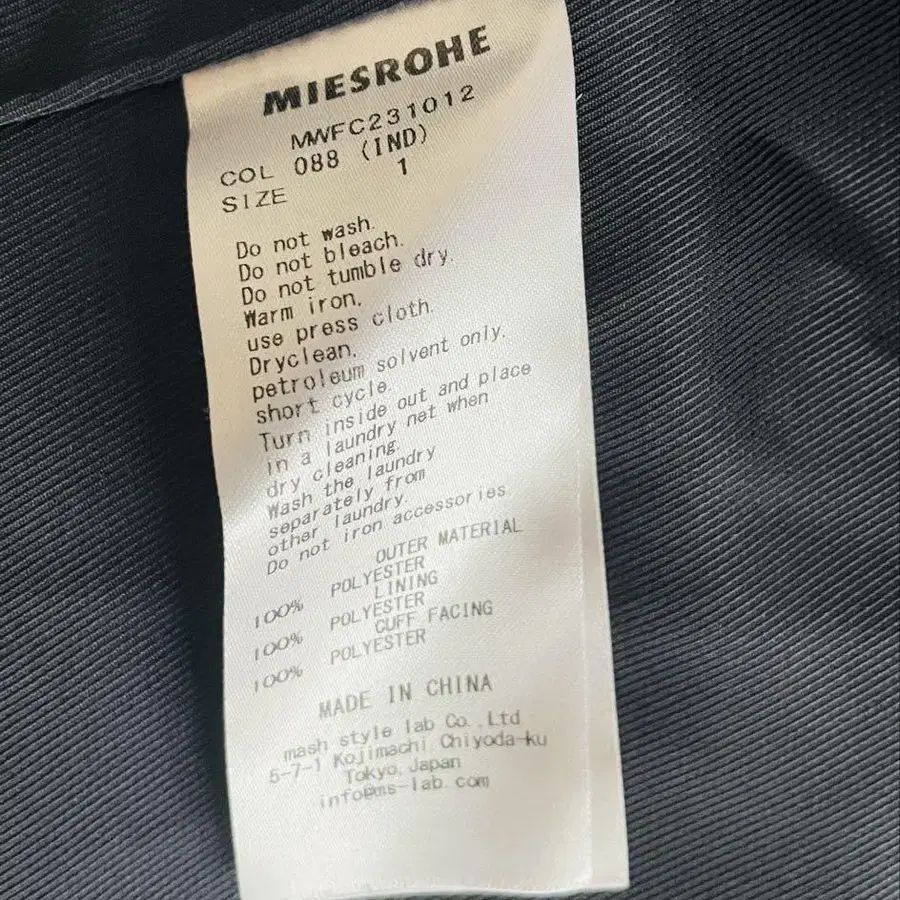 MIESROHE
MWFC231012
COL 088 (IND)
SIZE 1
Do not wash.
Do not bleach.
Do not tumble dry.
Warm iron.
use press cloth.
Dryclean.
petroleum solvent only.
short cycle.
Turn inside out and place
in a laundry net when
dry cleaning.
Wash the laundry
separately from
other laundry.
Do not iron accessories
OUTER MATERIAL
100% POLYESTER
LINING
100% POLYESTER
CUFF FACING
100% POLYESTER
MADE IN CHINA
mash style lab Co.,Ltd
5-7-1 Kojimachi Chiyoda-ku
Tokyo,Japan
info@ms-lab.com